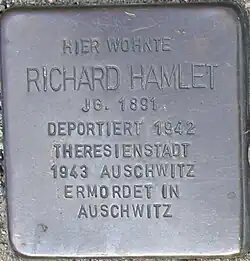 HIER WOHNTE
RICHARD HAMLET
JG. 1891
DEPORTIERT 1942
THERESIENSTADT
1943 AUSCHWITZ
ERMORDET IN
AUSCHWITZ